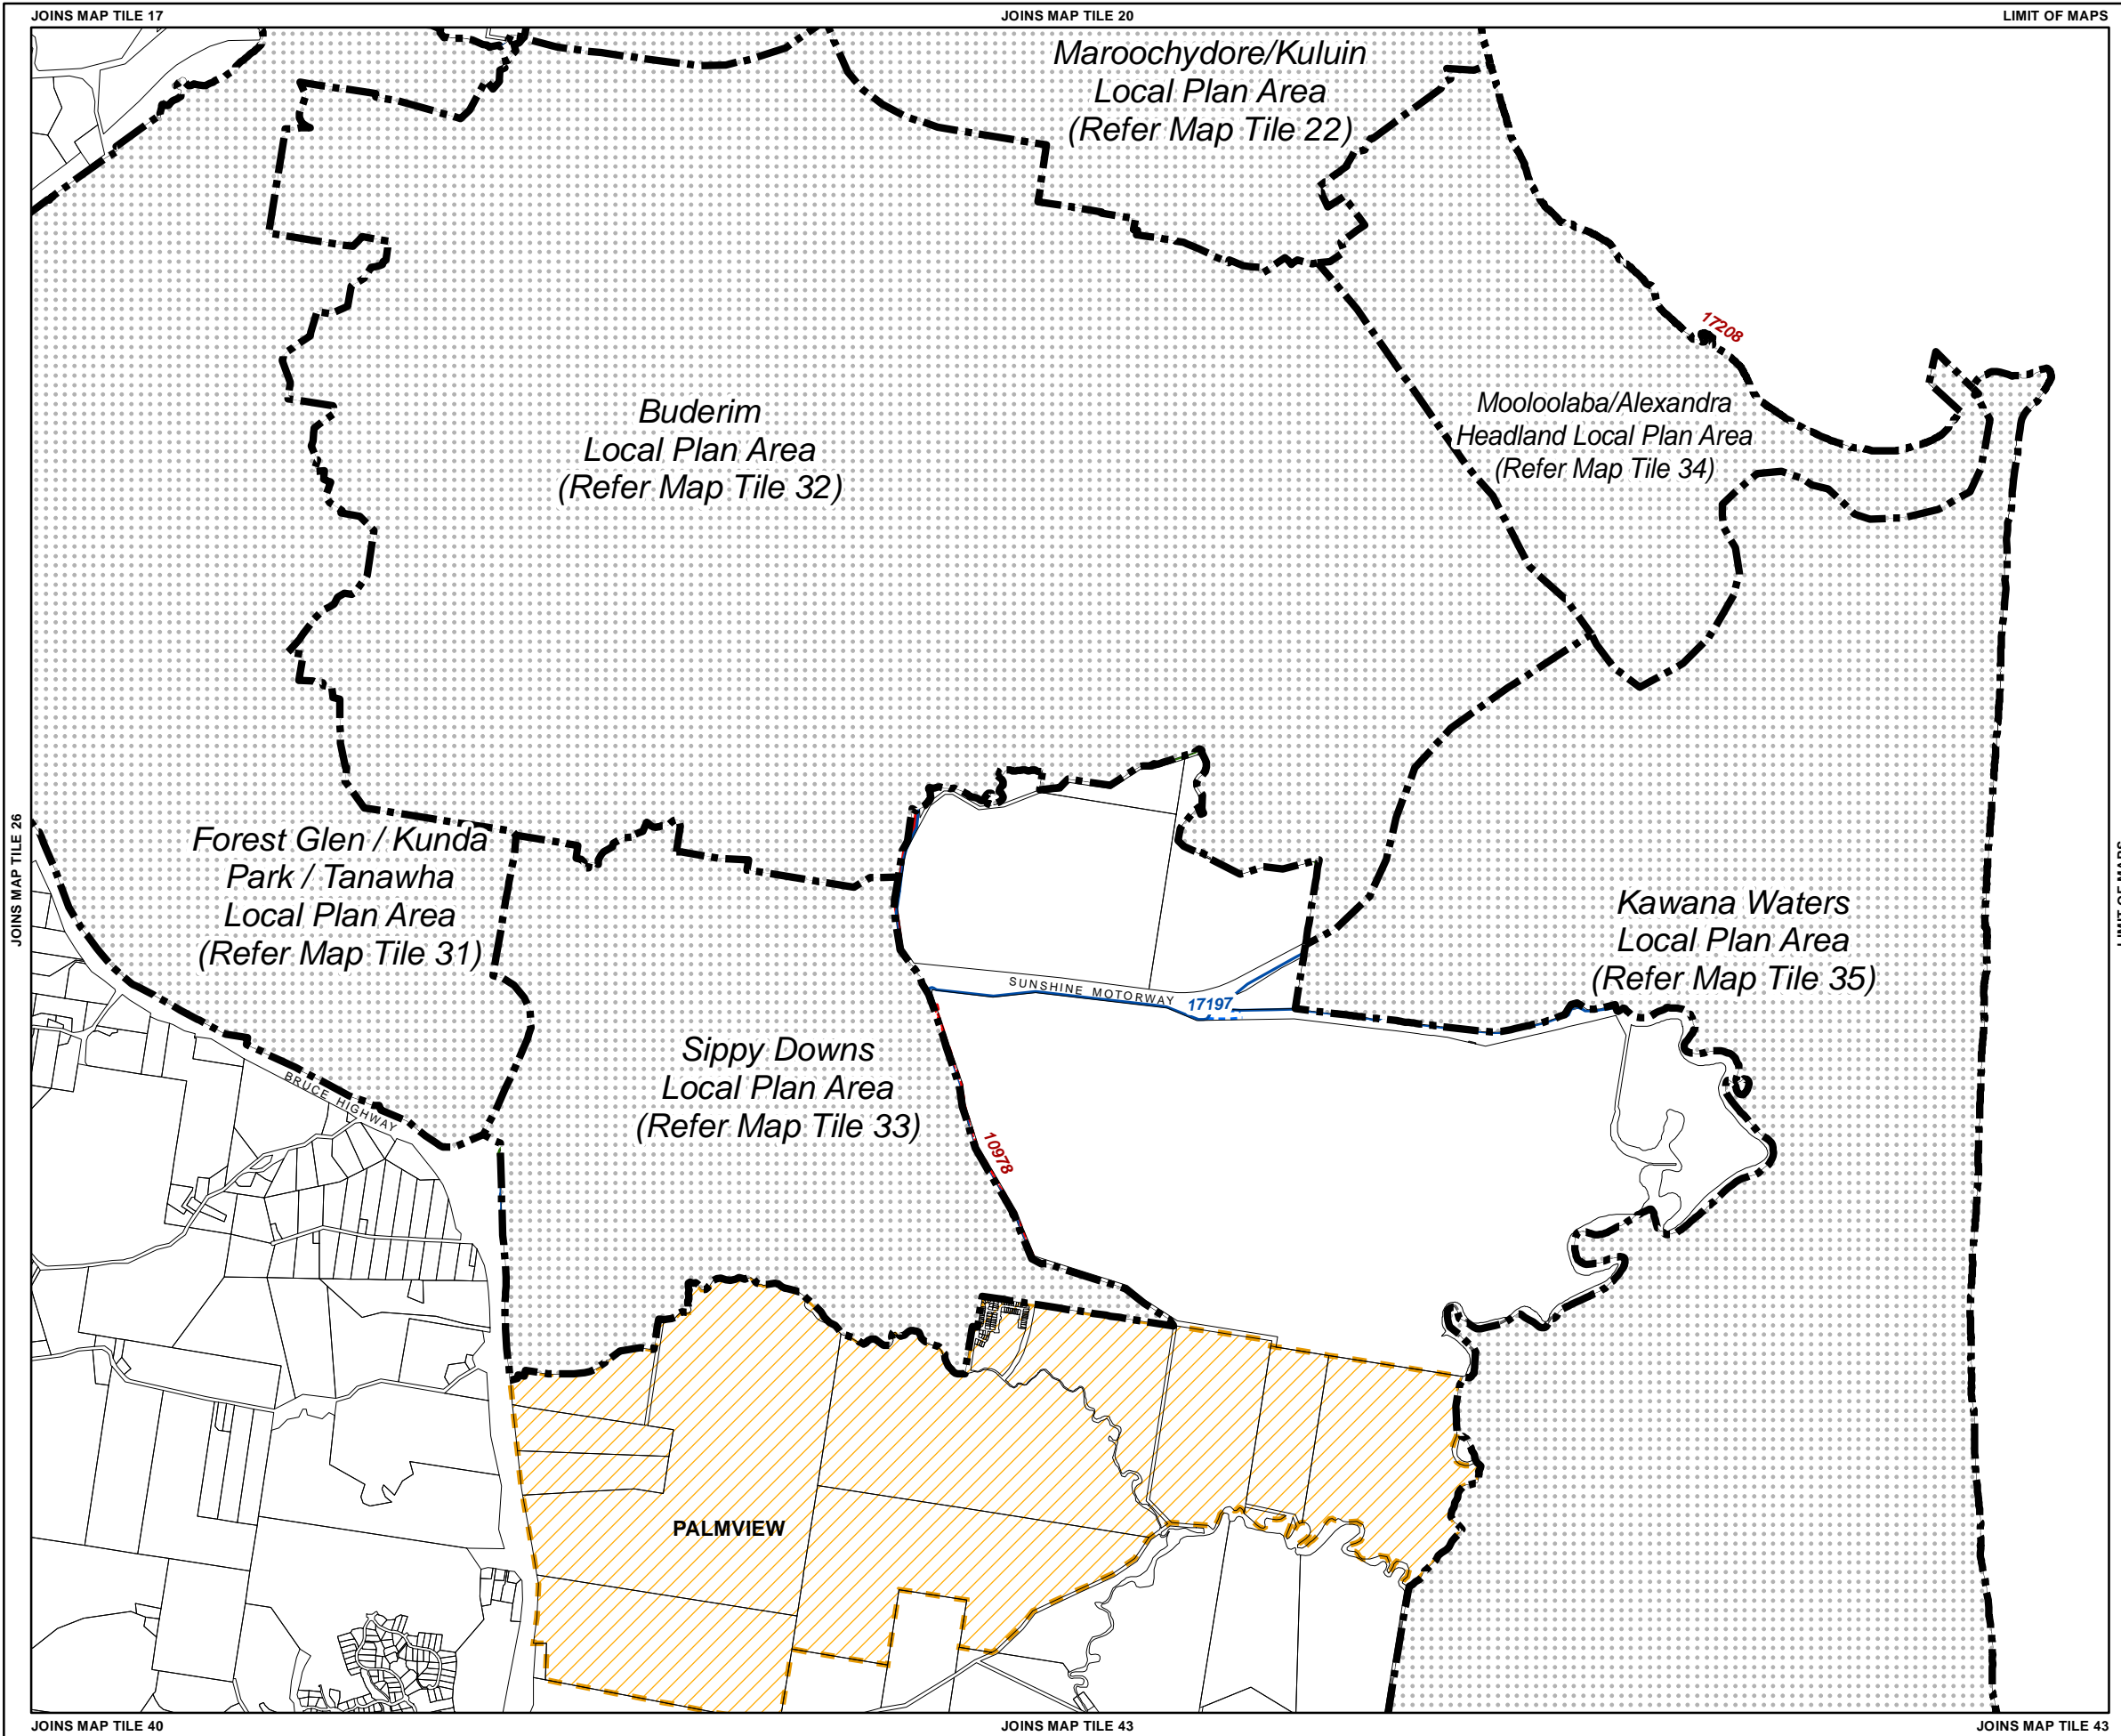 JOINS MAP TILE 17
JOINS MAP TILE 20
LIMIT OF MAPS
Maroochydore/Kuluin
Local Plan Area
(Refer Map Tile 22)
17208
Buderim
Local Plan Area
(Refer Map Tile 32)
Mooloolaba/Alexandra
Headland Local Plan Area
(Refer Map Tile 34)
JOINS MAP TILE 26
LIMIT OF MAPS
Forest Glen / Kunda
Park / Tanawha
Local Plan Area
(Refer Map Tile 31)
Kawana Waters
Local Plan Area
(Refer Map Tile 35)
SUNSHINE MOTORWAY
17197
Sippy Downs
Local Plan Area
(Refer Map Tile 33)
BRUCE HIGHWAY
10978
PALMVIEW
JOINS MAP TILE 40
JOINS MAP TILE 43
JOINS MAP TILE 43